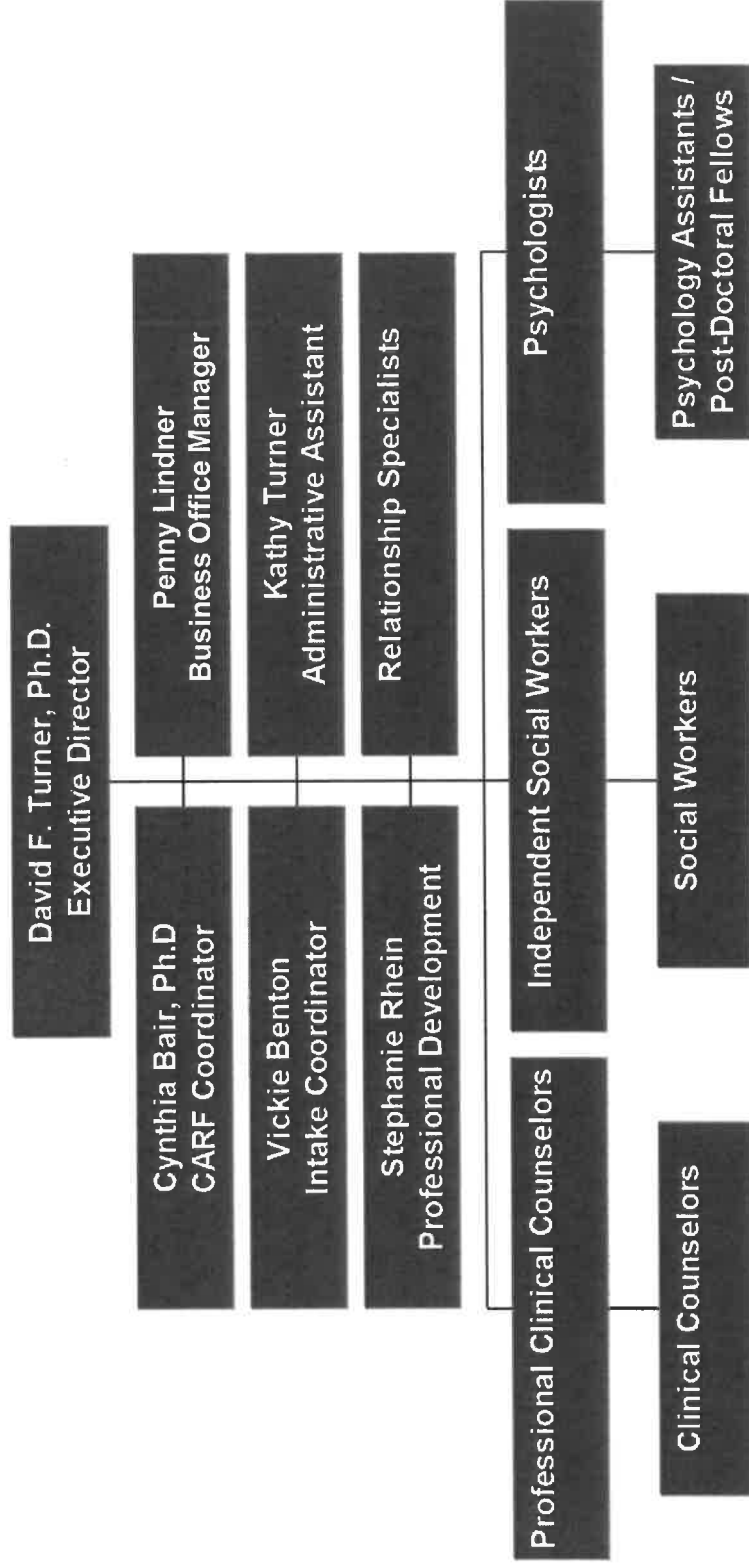 David F. Turner, Ph.D.
Executive Director
Cynthia Bair, Ph.D
CARF Coordinator
Penny Lindner
Business Office Manager
Vickie Benton
Intake Coordinator
Kathy Turner
Administrative Assistant
Stephanie Rhein
Professional Development
Relationship Specialists
Professional Clinical Counselors
Independent Social Workers
Psychologists
Clinical Counselors
Social Workers
Psychology Assistants /
Post-Doctoral Fellows